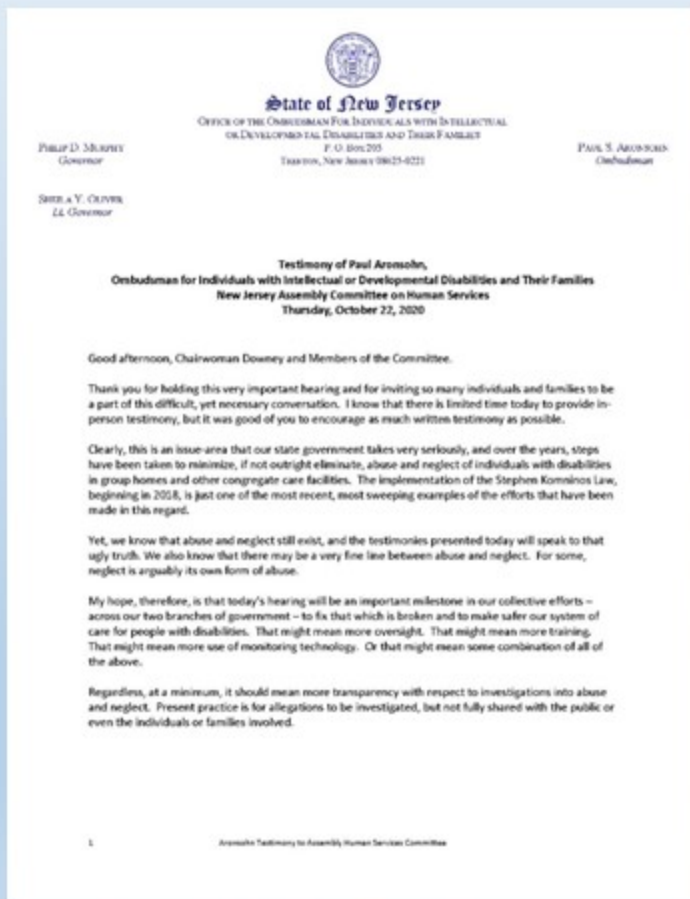 State of New Jersey
OFFICE OF THE OMBUDSMAN FOR INDIVIDUALS WITH INTELLECTUAL
OR DEVELOPMENTAL DISABILITIES AND THEIR FAMILIES
P. O. Box 205
TRENTON, NEW JERSEY 08625-0221
PHILIP D. MURPHY
Governor
PAUL S. ARONSOHN
Ombudsman
SHEILA Y. OLIVER
Lt. Governor
Testimony of Paul Aronsohn,
Ombudsman for Individuals with Intellectual or Developmental Disabilities and Their Families
New Jersey Assembly Committee on Human Services
Thursday, October 22, 2020
Good afternoon, Chairwoman Downey and Members of the Committee.
Thank you for holding this very important hearing and for inviting so many individuals and families to be
a part of this difficult, yet necessary conversation. I know that there is limited time today to provide in-
person testimony, but it was good of you to encourage as much written testimony as possible.
Clearly, this is an issue-area that our state government takes very seriously, and over the years, steps
have been taken to minimize, if not outright eliminate, abuse and neglect of individuals with disabilities
in group homes and other congregate care facilities. The implementation of the Stephen Komninos Law,
beginning in 2018, is just one of the most recent, most sweeping examples of the efforts that have been
made in this regard.
Yet, we know that abuse and neglect still exist, and the testimonies presented today will speak to that
ugly truth. We also know that there may be a very fine line between abuse and neglect. For some,
neglect is arguably its own form of abuse.
My hope, therefore, is that today's hearing will be an important milestone in our collective efforts –
across our two branches of government – to fix that which is broken and to make safer our system of
care for people with disabilities. That might mean more oversight. That might mean more training.
That might mean more use of monitoring technology. Or that might mean some combination of all of
the above.
Regardless, at a minimum, it should mean more transparency with respect to investigations into abuse
and neglect. Present practice is for allegations to be investigated, but not fully shared with the public or
even the individuals or families involved.
1
Aronsohn Testimony to Assembly Human Services Committee